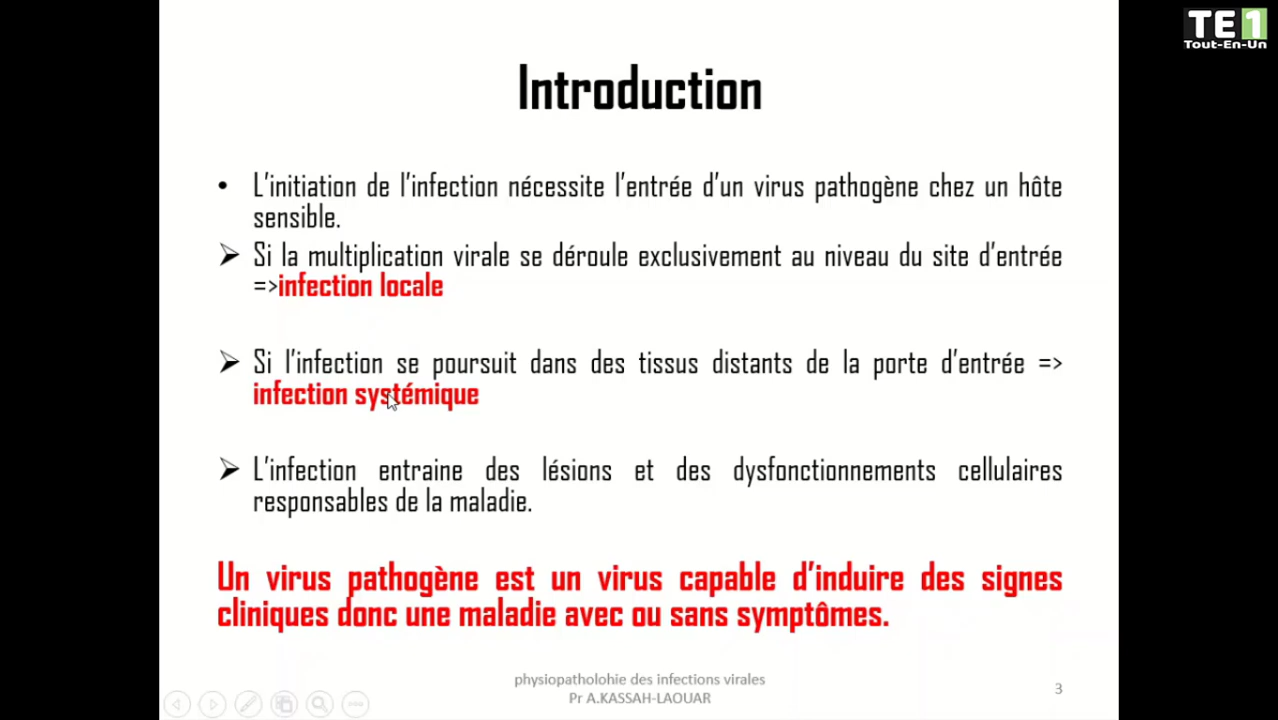 TE1
Tout-En-Un
Introduction
• L'initiation de l'infection nécessite l'entrée d'un virus pathogène chez un hôte
sensible.
➢ Si la multiplication virale se déroule exclusivement au niveau du site d'entrée
=>infection locale
➢ Si l'infection se poursuit dans des tissus distants de la porte d'entrée =>
infection systémique
➢ L'infection entraine des lésions et des dysfonctionnements cellulaires
responsables de la maladie.
Un virus pathogène est un virus capable d'induire des signes
cliniques donc une maladie avec ou sans symptômes.
physiopatholohie des infections virales
Pr A.KASSAH-LAOUAR
3